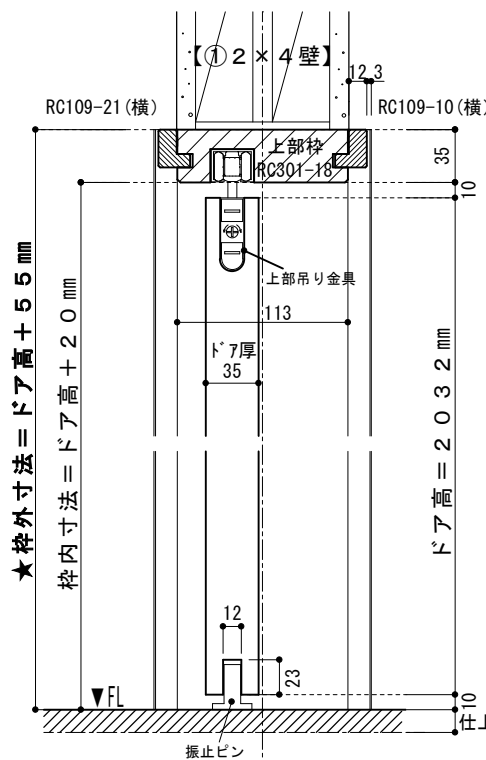 【①2×4壁】
12 3
RC109-21(横)
RC109-10(横)
上部枠
RC301-18
35
10
上部吊り金具
113
ドア厚
35
★枠外寸法=ドア高+55mm
枠内寸法=ドア高+20mm
ドア高=2032mm
12
23
▼FL
10
仕上
振止ピン